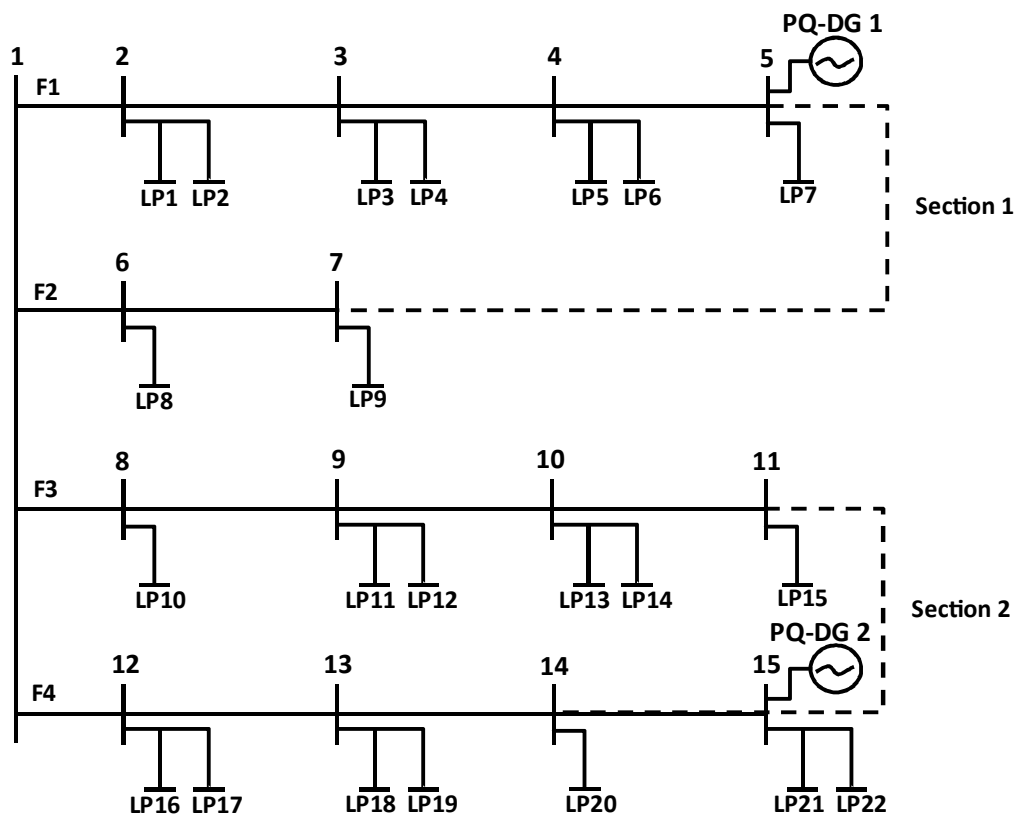 PQ-DG 1
1 2 3 4 5
F1
LP1 LP2 LP3 LP4 LP5 LP6 LP7
Section 1
6 7
F2
LP8 LP9
8 9 10 11
F3
LP10 LP11 LP12 LP13 LP14 LP15
Section 2
PQ-DG 2
12 13 14 15
F4
LP16 LP17 LP18 LP19 LP20 LP21 LP22